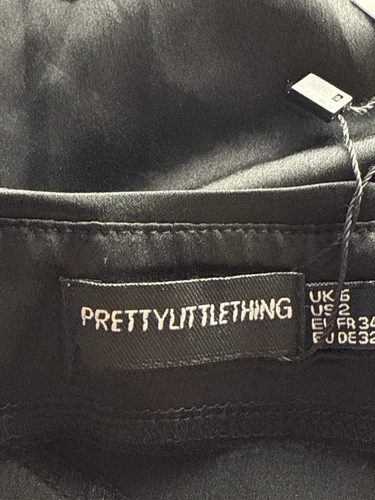 PRETTYLITTLETHING
UK 6
US 2
EU FR 34
EU DE 32